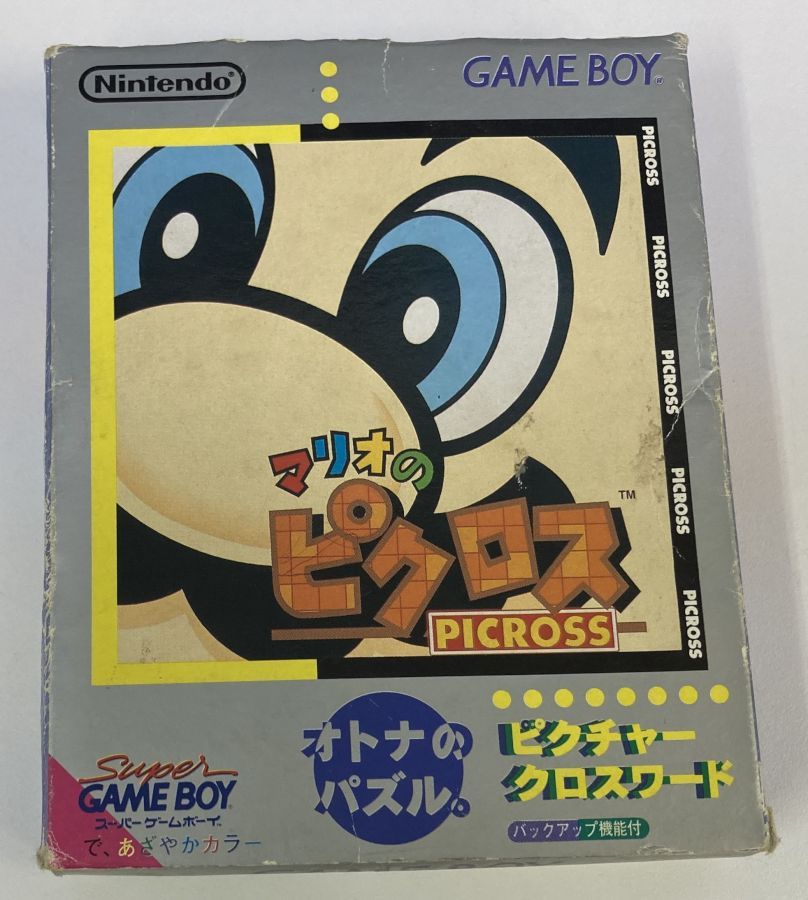 Nintendo®
GAME BOY®
PICROSS
PICROSS
PICROSS
PICROSS
PICROSS
マリオの
ピクロス™
PICROSS
オトナの
パズル。
ピクチャー
クロスワード
バックアップ機能付
Super
GAME BOY®
スーパーゲームボーイ®
で、あざやかカラー